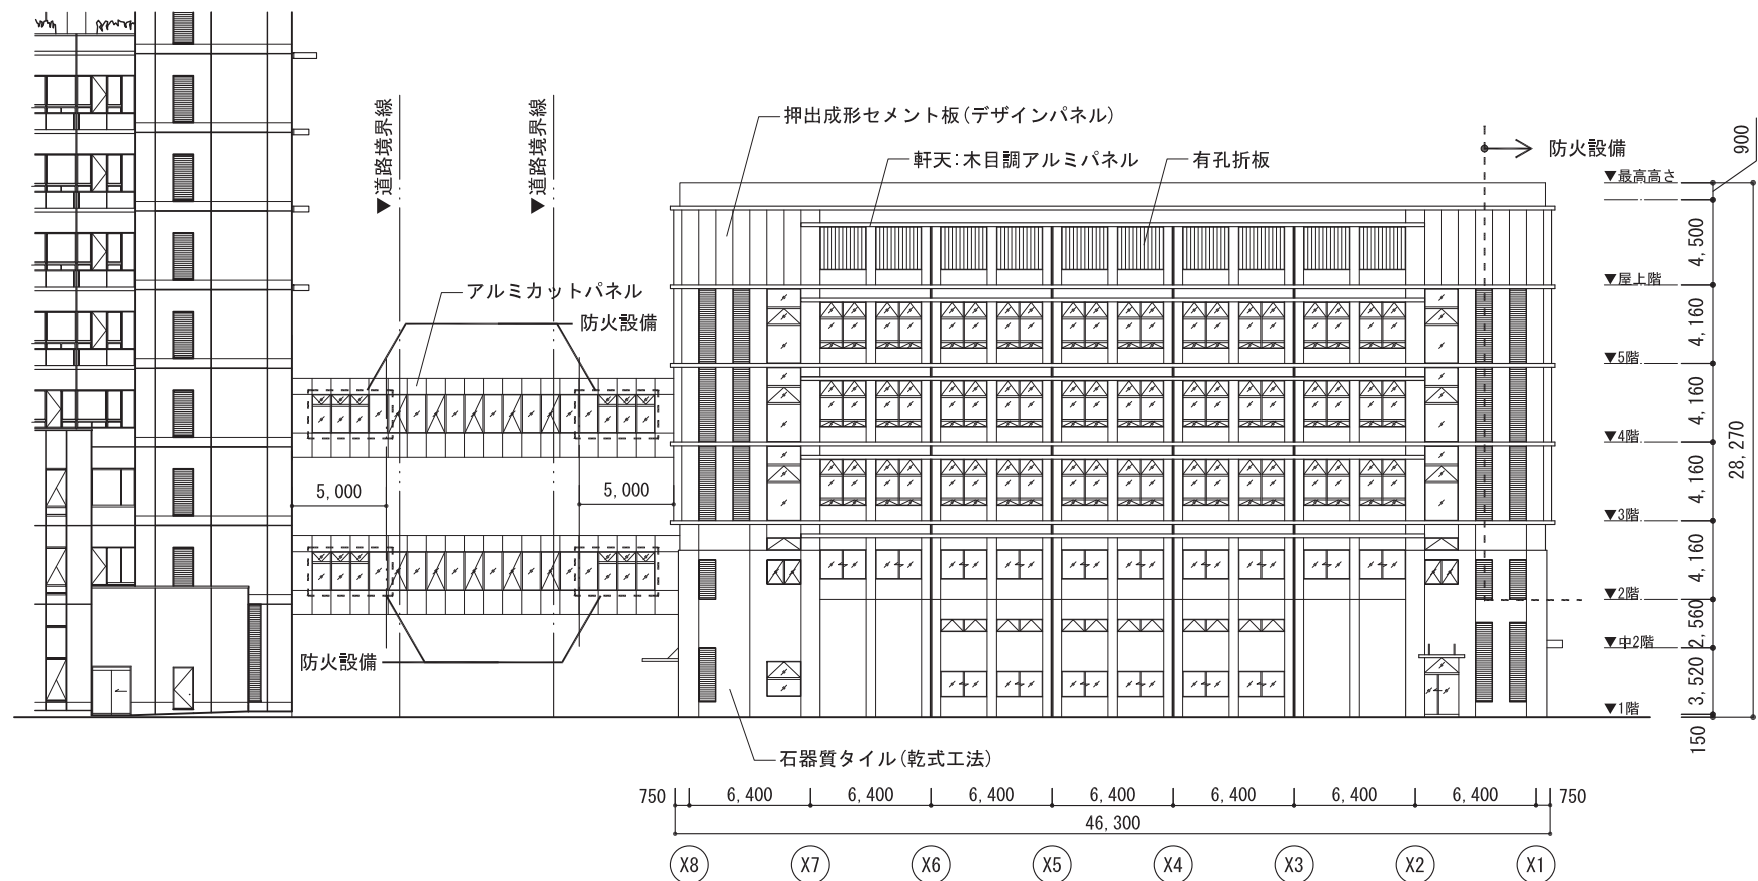 道路境界線
道路境界線
押出成形セメント板(デザインパネル)
軒天:木目調アルミパネル
有孔折板
防火設備
アルミカットパネル
防火設備
5,000
5,000
防火設備
石器質タイル(乾式工法)
▼最高高さ
▼屋上階
▼5階
▼4階
▼3階
▼2階
▼中2階
▼1階
900
4,500
4,160
4,160
4,160
4,160
2,560
3,520
150
28,270
750
6,400
6,400
6,400
6,400
6,400
6,400
6,400
750
46,300
X8
X7
X6
X5
X4
X3
X2
X1